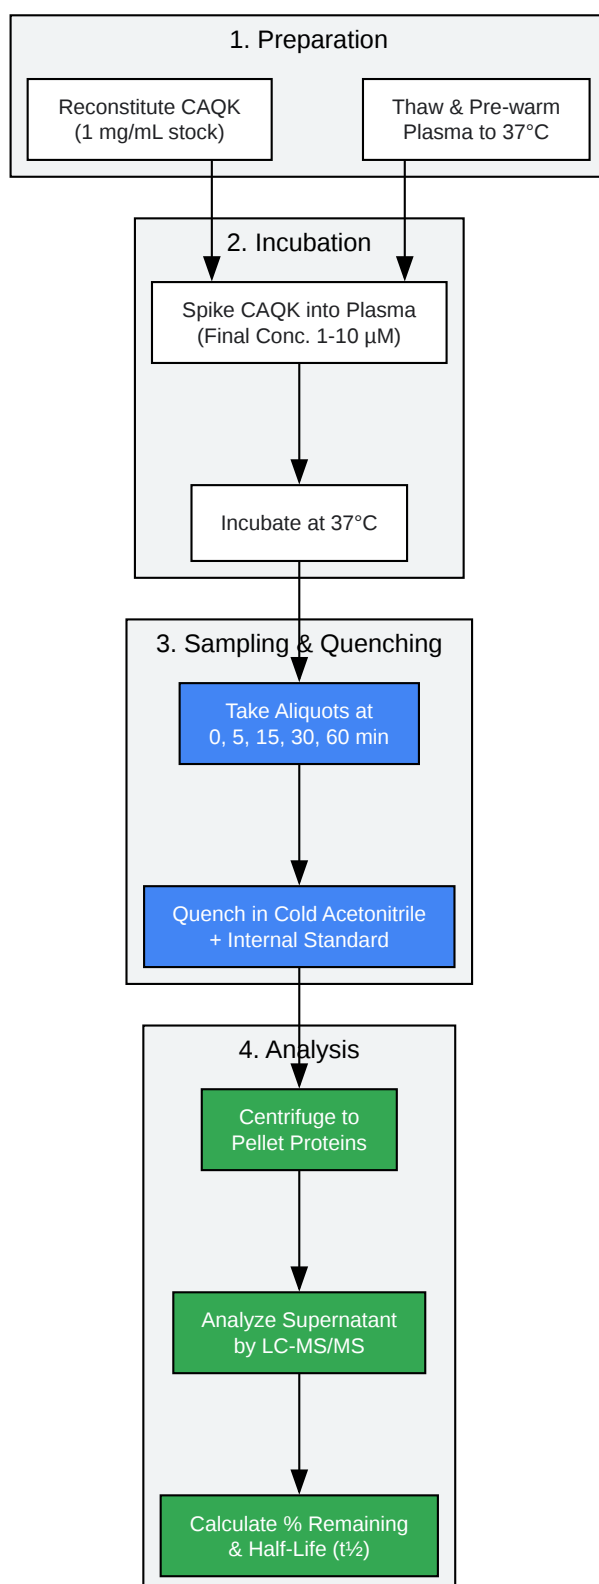 1. Preparation
Reconstitute CAQK
(1 mg/mL stock)
Thaw & Pre-warm
Plasma to 37°C
2. Incubation
Spike CAQK into Plasma
(Final Conc. 1-10 µM)
Incubate at 37°C
3. Sampling & Quenching
Take Aliquots at
0, 5, 15, 30, 60 min
Quench in Cold Acetonitrile
+ Internal Standard
4. Analysis
Centrifuge to
Pellet Proteins
Analyze Supernatant
by LC-MS/MS
Calculate % Remaining
& Half-Life (t½)